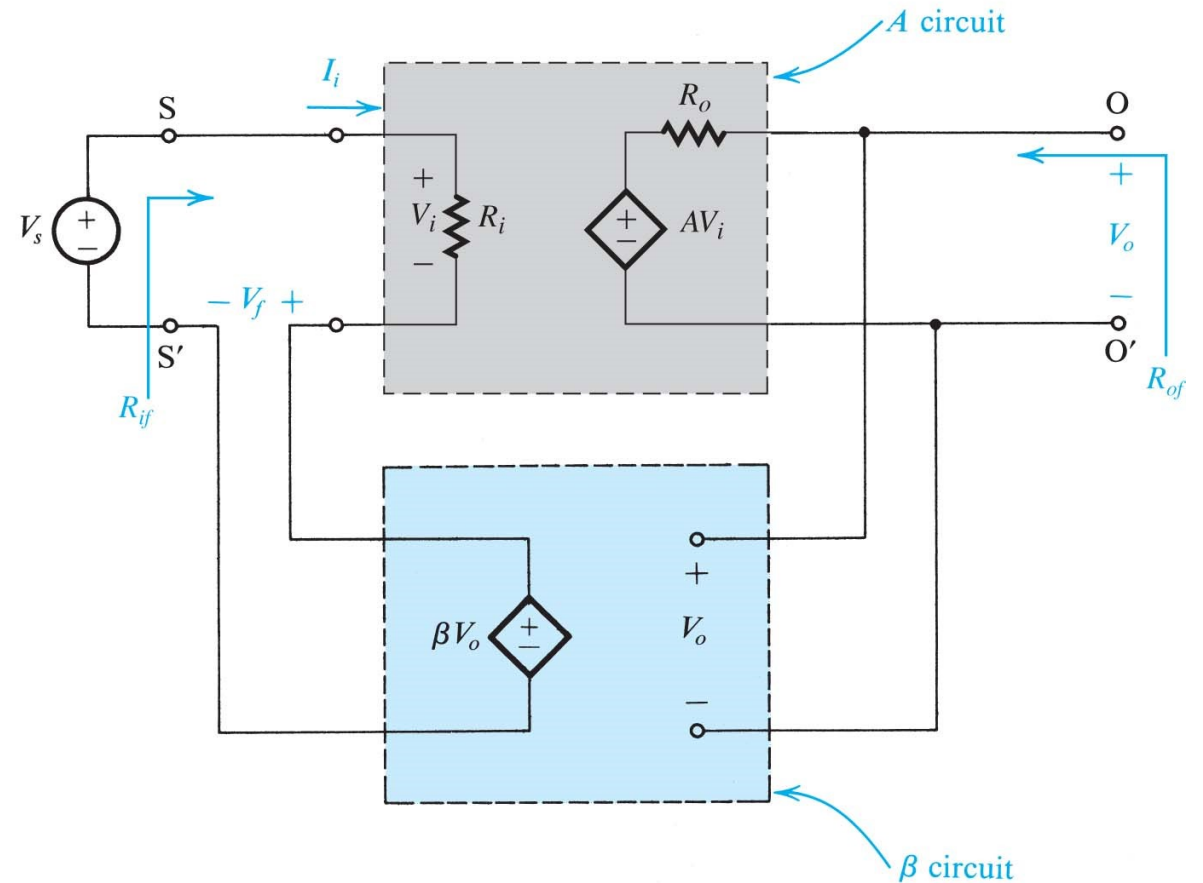 A circuit
I_i
S
R_o
O
+
V_i
−
R_i
+
−
AV_i
V_s
+
−
+
V_o
−
− V_f +
S′
O′
R_if
R_of
βV_o
+
−
+
V_o
−
β circuit